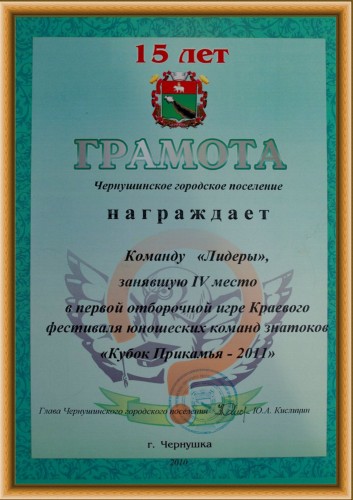 15 лет
ГРАМОТА
Чернушинское городское поселение
награждает
Команду «Лидеры»,
занявшую IV место
в первой отборочной игре Краевого
фестиваля юношеских команд знатоков
«Кубок Прикамья - 2011»
Глава Чернушинского городского поселения Ю.А. Кислицин
г. Чернушка
2010